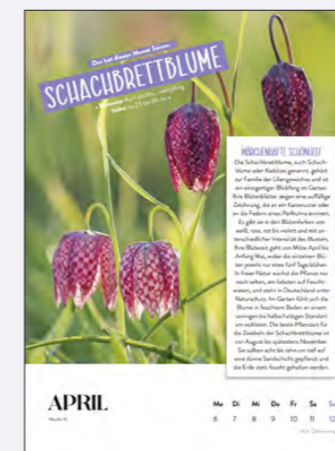 Das hat diesen Monat Saison:
SCHACHBRETTBLUME
MÄRCHENHAFTE SCHÖNHEIT
Die Schachbrettblume, auch Schach-
blume oder Kiebitzei genannt, gehört
zur Familie der Liliengewächse und ist
ein einzigartiger Blickfang im Garten.
Ihre Blütenblätter zeigen eine auffällige
Zeichnung, die an ein Karomuster oder
an die Federn eines Perlhuhns erinnert.
Es gibt sie in den Blütenfarben von
weiß, rosa, rot bis violett und mit un-
terschiedlicher Intensität des Musters.
Ihre Blütezeit geht von Mitte April bis
Anfang Mai, wobei die einzelnen Blü-
ten jeweils nur etwa fünf Tage blühen.
In freier Natur wächst die Pflanze nur
noch selten, am liebsten auf Feucht-
wiesen, und steht in Deutschland unter
Naturschutz. Im Garten fühlt sich die
Blume in feuchtem Boden an einem
sonnigen bis halbschattigen Standort
am wohlsten. Die beste Pflanzzeit für
die Zwiebeln der Schachbrettblume ist
von August bis spätestens November.
Sie sollten acht bis zehn cm tief auf
eine dünne Sandschicht gepflanzt und
die Erde stets feucht gehalten werden.
APRIL
Mo Di Mi Do Fr Sa So
6 7 8 9 10 11 12